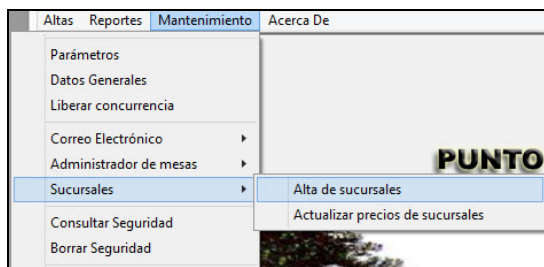 Altas Reportes Mantenimiento Acerca De
Parámetros
Datos Generales
Liberar concurrencia
Correo Electrónico
Administrador de mesas
PUNTO
Sucursales
Alta de sucursales
Actualizar precios de sucursales
Consultar Seguridad
Borrar Seguridad